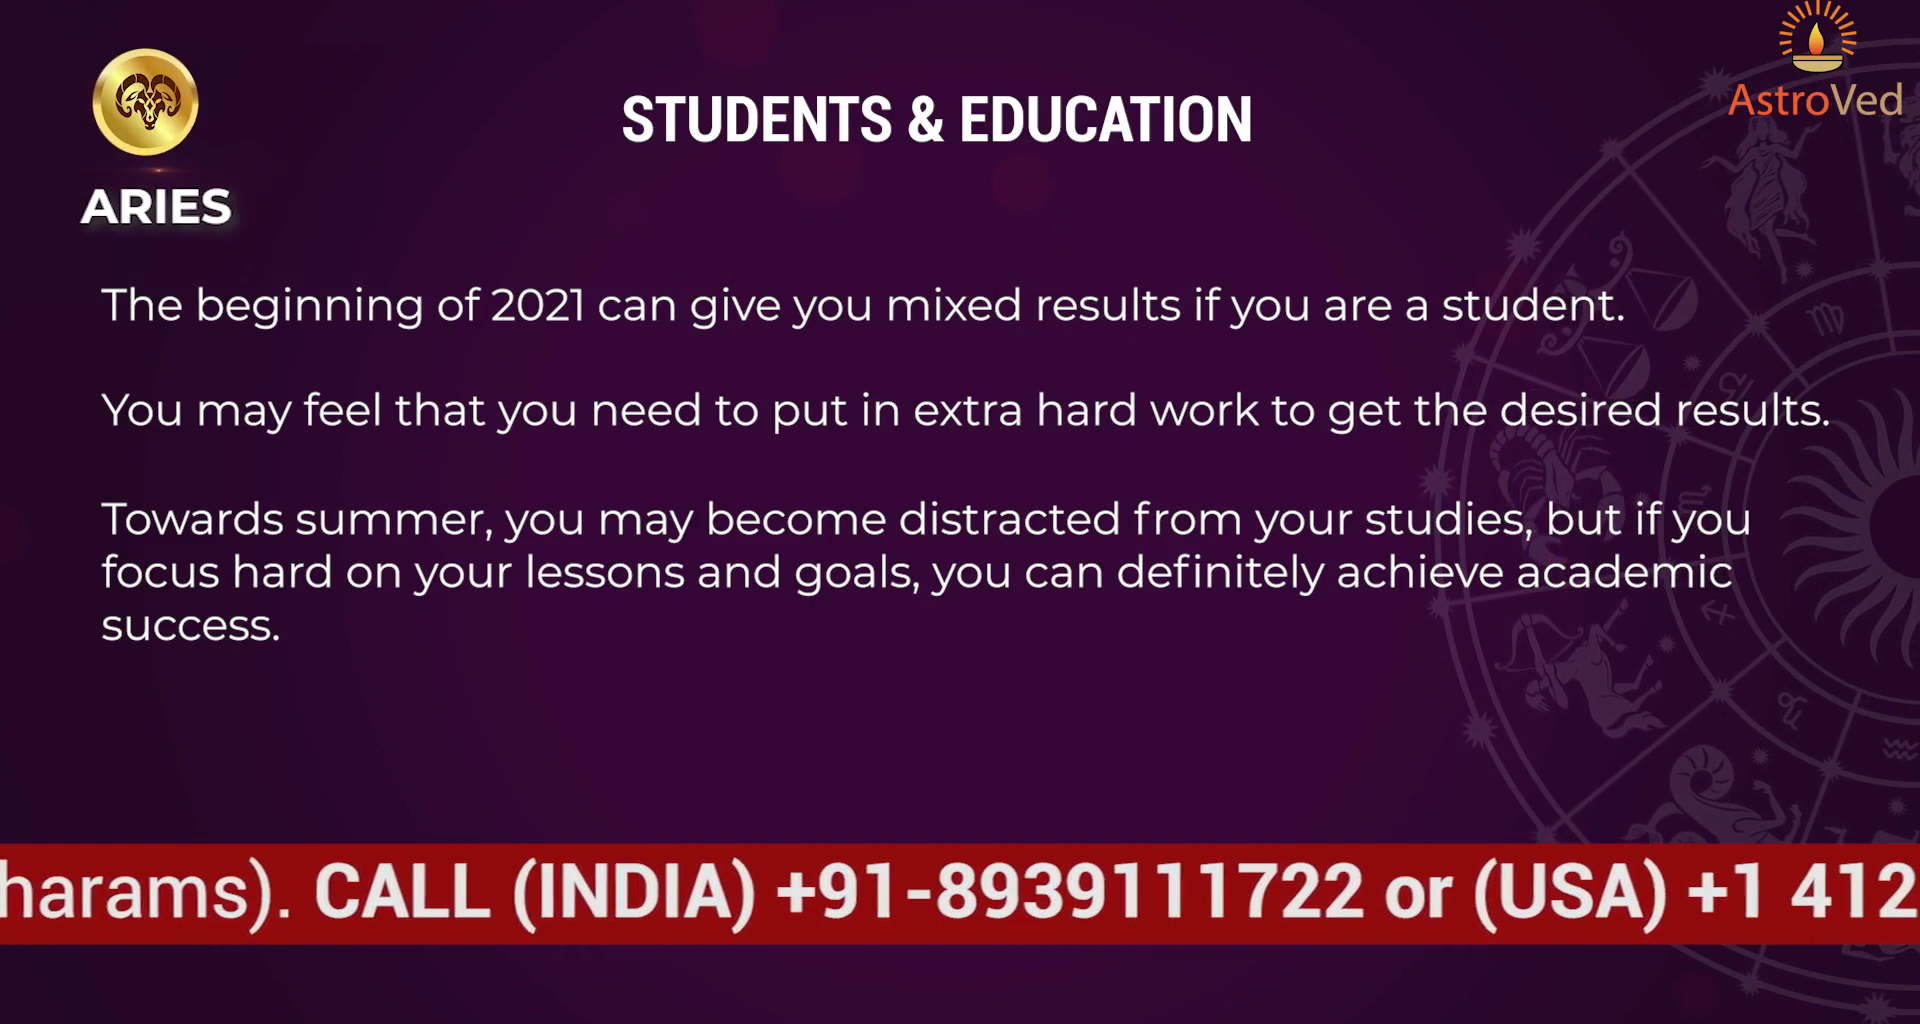 AstroVed
STUDENTS & EDUCATION
ARIES
The beginning of 2021 can give you mixed results if you are a student.
You may feel that you need to put in extra hard work to get the desired results.
Towards summer, you may become distracted from your studies, but if you
focus hard on your lessons and goals, you can definitely achieve academic
success.
harams). CALL (INDIA) +91-8939111722 or (USA) +1 412